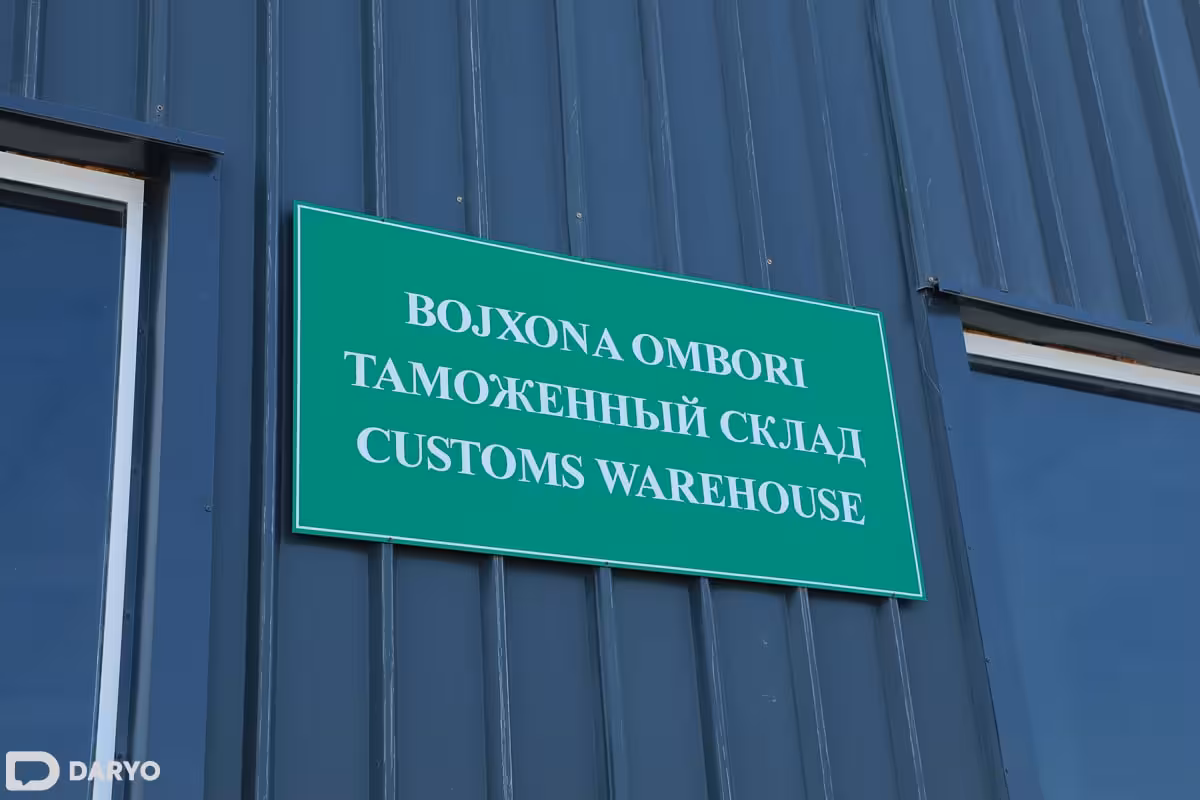 BOJXONA OMBORI
ТАМОЖЕННЫЙ СКЛАД
CUSTOMS WAREHOUSE
DARYO